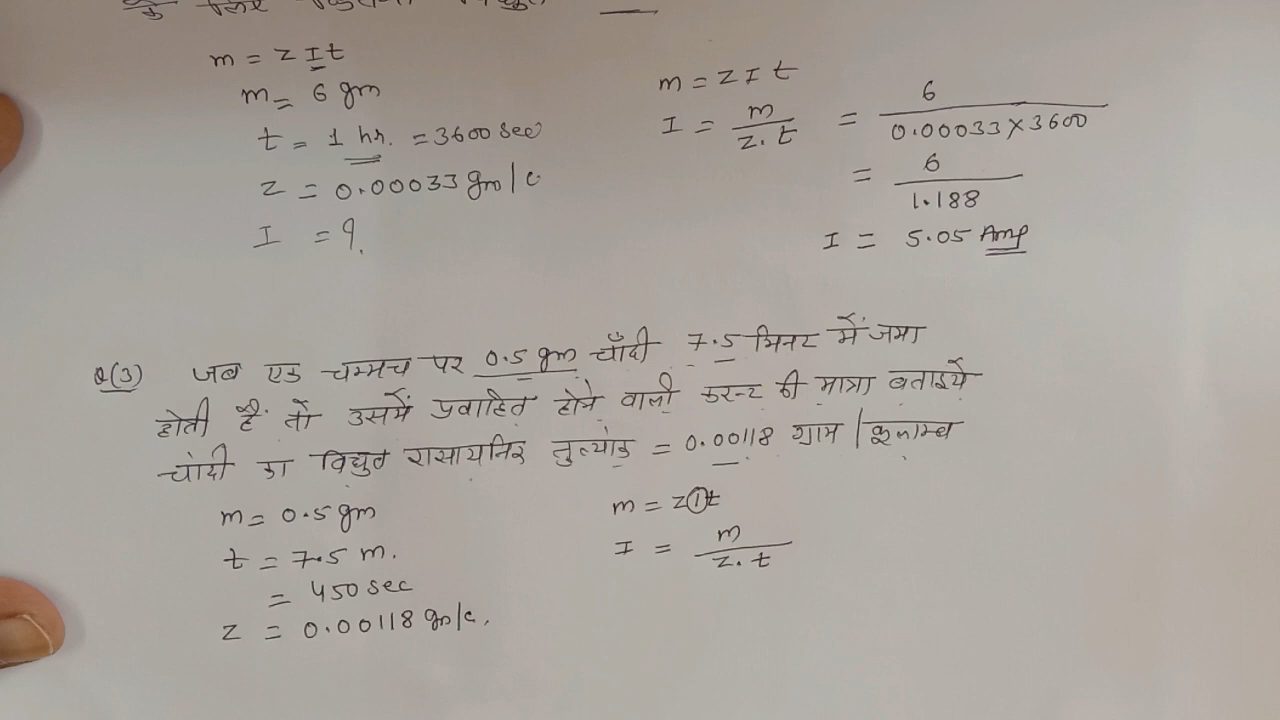 के लिए
m = z I t
m = 6 gm
t = 1 hr. = 3600 sec
z = 0.00033 gm/c
I = ?
m = z I t
I = m / z. t = 6 / 0.00033 × 3600
= 6 / 1.188
I = 5.05 Amp
Q(3) जब एक चम्मच पर 0.5 gm चाँदी 7.5 मिनट में जमा
होती है तो उसमें प्रवाहित होने वाली करन्ट की मात्रा बताइये
चांदी का विद्युत रासायनिक तुल्यांक = 0.00118 ग्राम / कूलाम्ब
m = 0.5 gm
t = 7.5 m.
= 450 sec
z = 0.00118 gm/c.
m = z I t
I = m / z. t